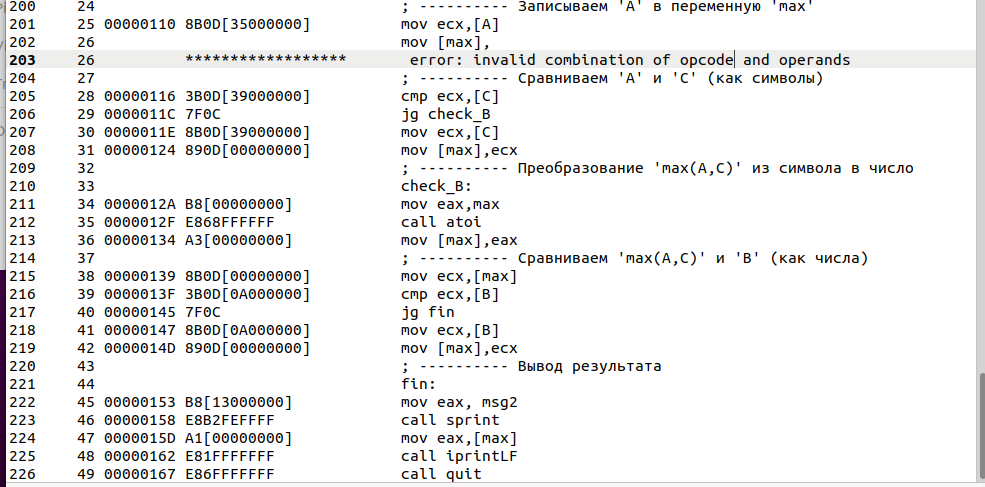 200 24 ; ---------- Записываем 'A' в переменную 'max'
201 25 00000110 8B0D[35000000] mov ecx,[A]
202 26 mov [max],
203 26 ****************** error: invalid combination of opcode and operands
204 27 ; ---------- Сравниваем 'A' и 'C' (как символы)
205 28 00000116 3B0D[39000000] cmp ecx,[C]
206 29 0000011C 7F0C jg check_B
207 30 0000011E 8B0D[39000000] mov ecx,[C]
208 31 00000124 890D[00000000] mov [max],ecx
209 32 ; ---------- Преобразование 'max(A,C)' из символа в число
210 33 check_B:
211 34 0000012A B8[00000000] mov eax,max
212 35 0000012F E868FFFFFF call atoi
213 36 00000134 A3[00000000] mov [max],eax
214 37 ; ---------- Сравниваем 'max(A,C)' и 'B' (как числа)
215 38 00000139 8B0D[00000000] mov ecx,[max]
216 39 0000013F 3B0D[0A000000] cmp ecx,[B]
217 40 00000145 7F0C jg fin
218 41 00000147 8B0D[0A000000] mov ecx,[B]
219 42 0000014D 890D[00000000] mov [max],ecx
220 43 ; ---------- Вывод результата
221 44 fin:
222 45 00000153 B8[13000000] mov eax, msg2
223 46 00000158 E8B2FEFFFF call sprint
224 47 0000015D A1[00000000] mov eax,[max]
225 48 00000162 E81FFFFFFF call iprintLF
226 49 00000167 E86FFFFFFF call quit